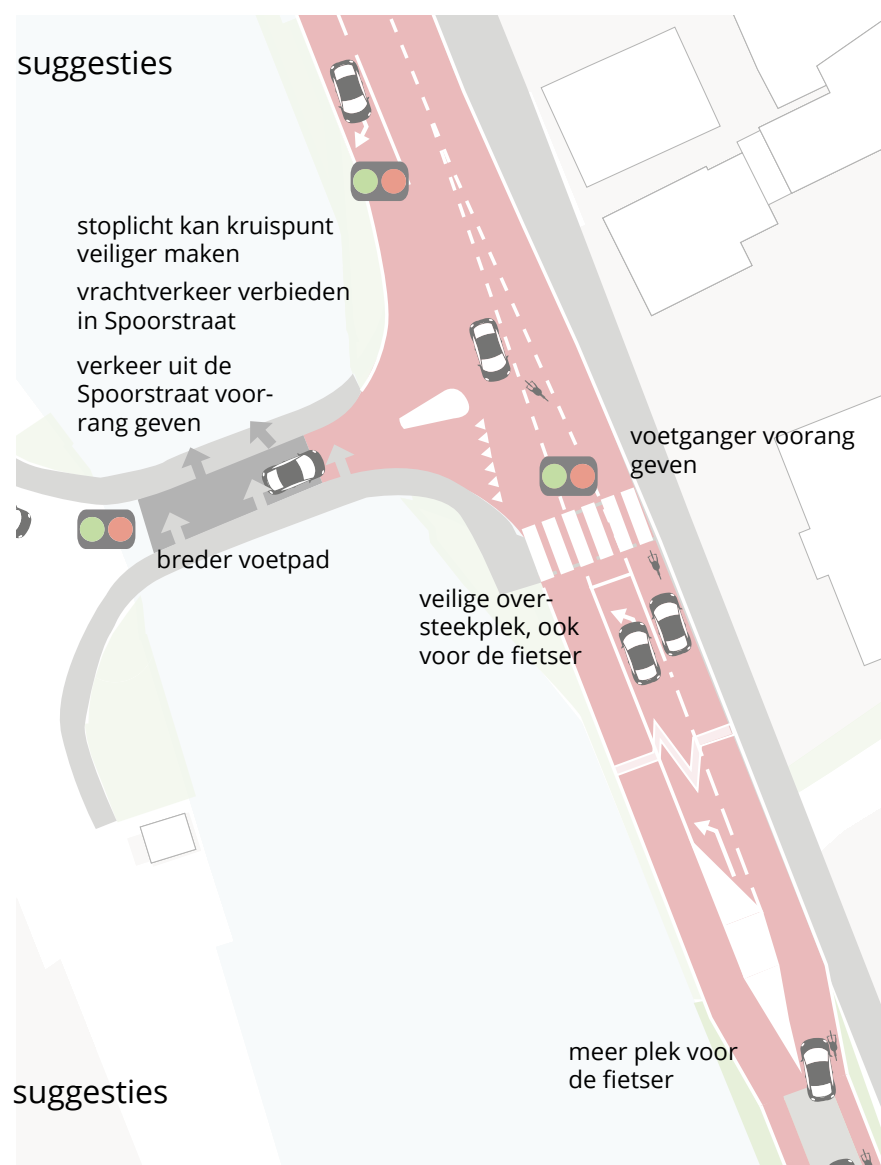 suggesties
stoplicht kan kruispunt
veiliger maken
vrachtverkeer verbieden
in Spoorstraat
verkeer uit de
Spoorstraat voor-
rang geven
voetganger voorang
geven
breder voetpad
veilige over-
steekplek, ook
voor de fietser
meer plek voor
de fietser
suggesties